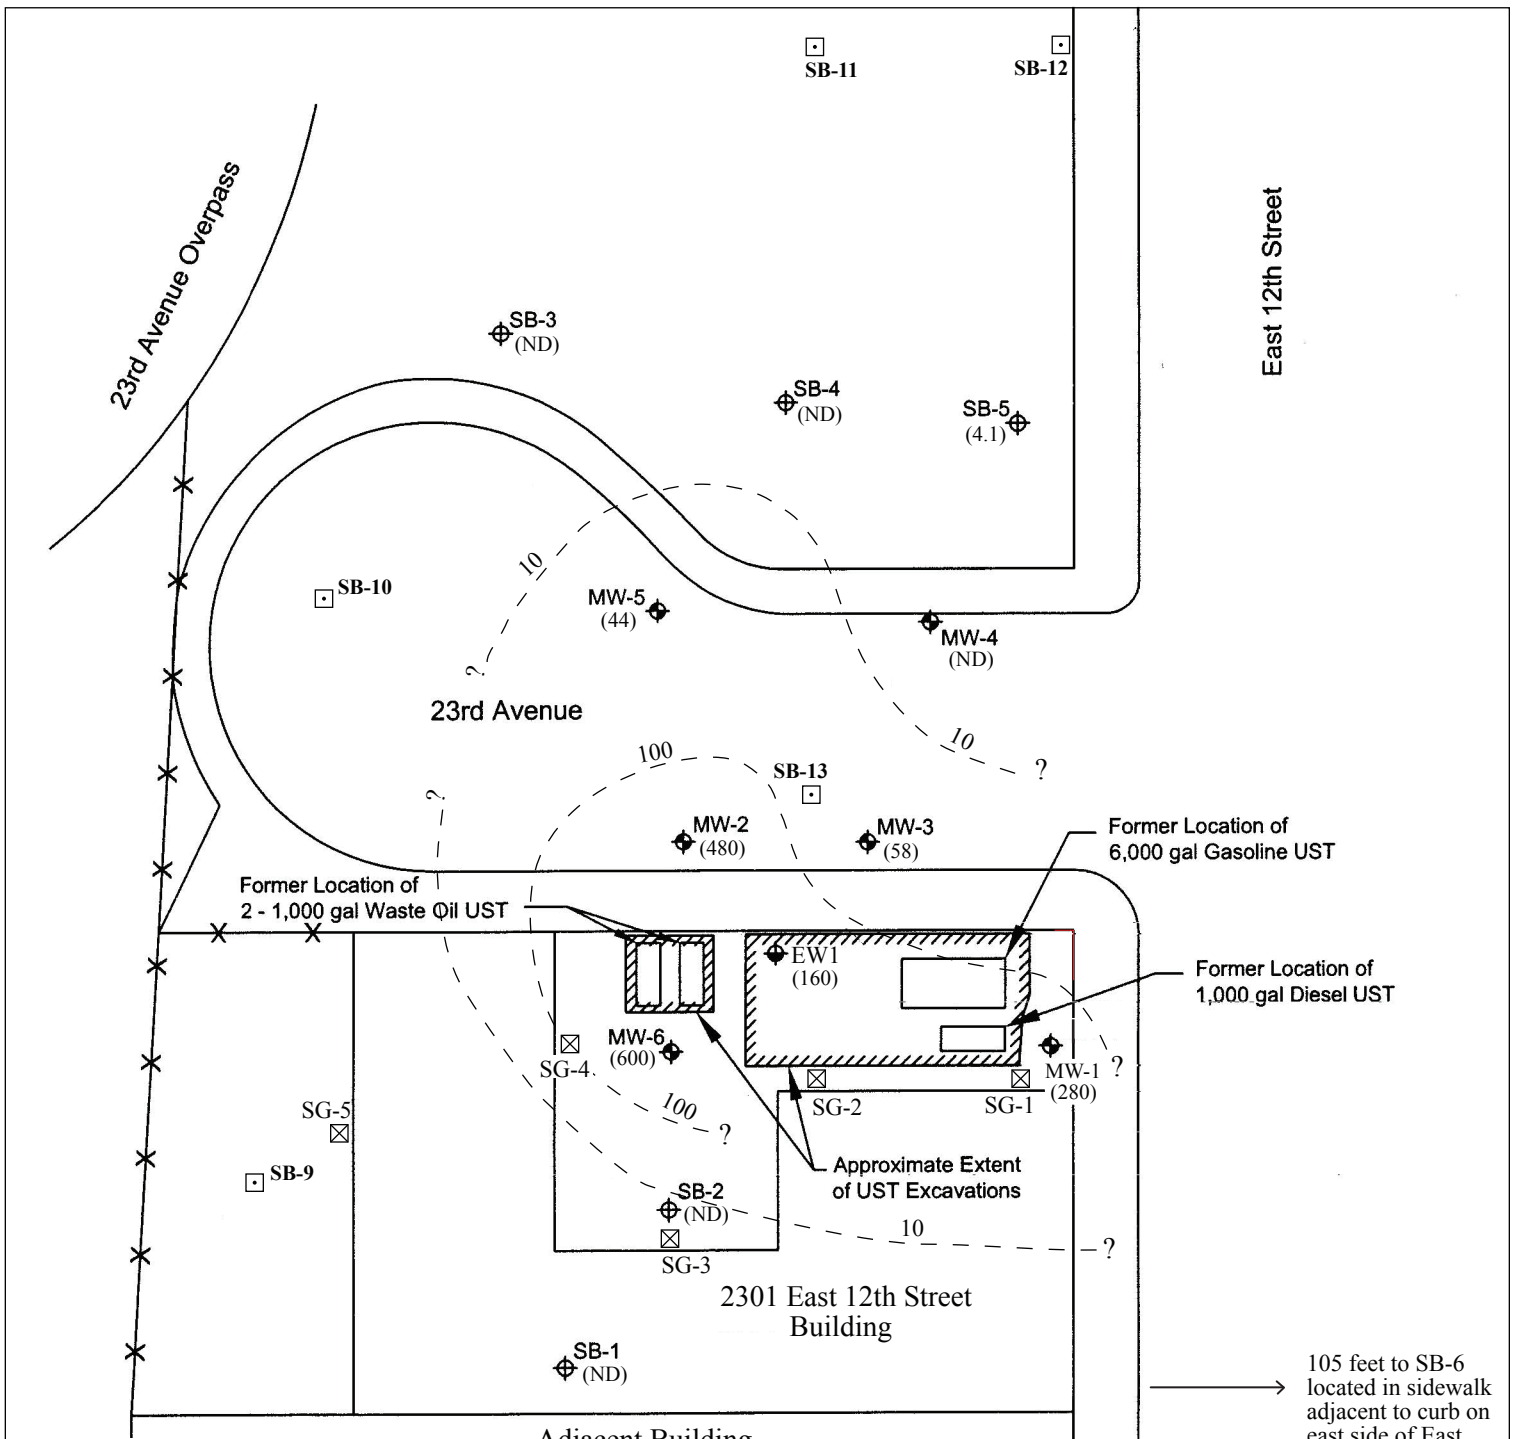 SB-11
SB-12
23rd Avenue Overpass
East 12th Street
SB-3
(ND)
SB-4
(ND)
SB-5
(4.1)
10
SB-10
MW-5
(44)
MW-4
(ND)
?
23rd Avenue
10
?
100
SB-13
?
MW-2
(480)
MW-3
(58)
Former Location of
6,000 gal Gasoline UST
Former Location of
2 - 1,000 gal Waste Oil UST
EW1
(160)
Former Location of
1,000 gal Diesel UST
MW-6
(600)
SG-4
MW-1
(280)
?
SG-2
SG-1
SG-5
100
?
SB-9
Approximate Extent
of UST Excavations
SB-2
(ND)
10
?
SG-3
2301 East 12th Street
Building
SB-1
(ND)
105 feet to SB-6
located in sidewalk
adjacent to curb on
east side of East
Adjacent Building